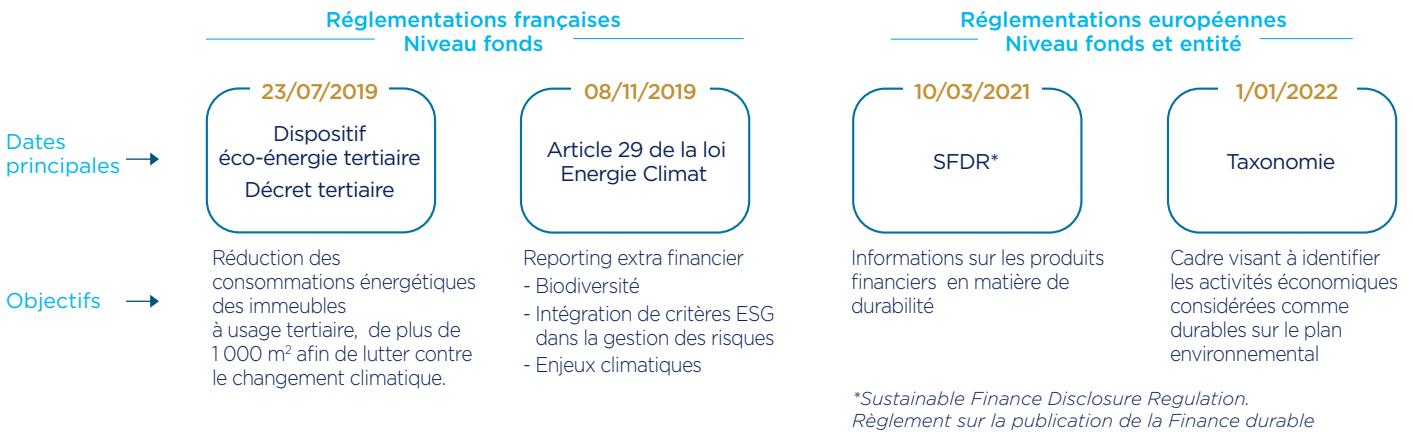 Réglementations françaises
Niveau fonds
Réglementations européennes
Niveau fonds et entité
Dates
principales
23/07/2019
Dispositif
éco-énergie tertiaire
Décret tertiaire
08/11/2019
Article 29 de la loi
Energie Climat
10/03/2021
SFDR*
1/01/2022
Taxonomie
Objectifs
Réduction des
consommations énergétiques
des immeubles
à usage tertiaire, de plus de
1 000 m² afin de lutter contre
le changement climatique.
Reporting extra financier
- Biodiversité
- Intégration de critères ESG
dans la gestion des risques
- Enjeux climatiques
Informations sur les produits
financiers en matière de
durabilité
Cadre visant à identifier
les activités économiques
considérées comme
durables sur le plan
environnemental
*Sustainable Finance Disclosure Regulation.
Règlement sur la publication de la Finance durable